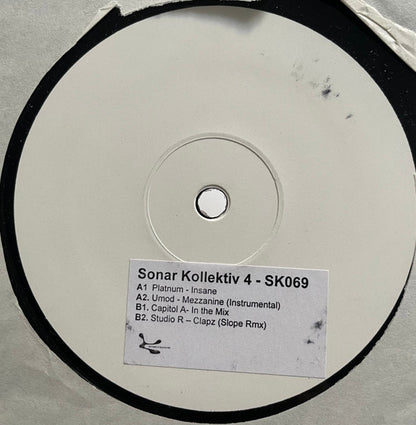 Sonar Kollektiv 4 - SK069
A1 Platnum - Insane
A2. Umod - Mezzanine (Instrumental)
B1. Capitol A- In the Mix
B2. Studio R – Clapz (Slope Rmx)